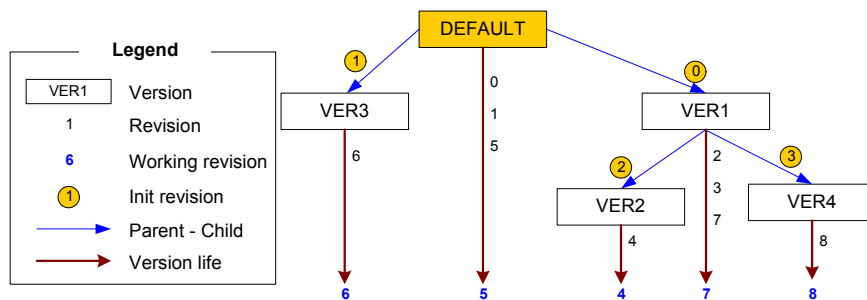 Legend
VER1 Version
1 Revision
6 Working revision
1 Init revision
Parent - Child
Version life
DEFAULT
1
0
VER3
0
1
5
VER1
6
2
3
2
3
7
VER2
VER4
4
8
6
5
4
7
8